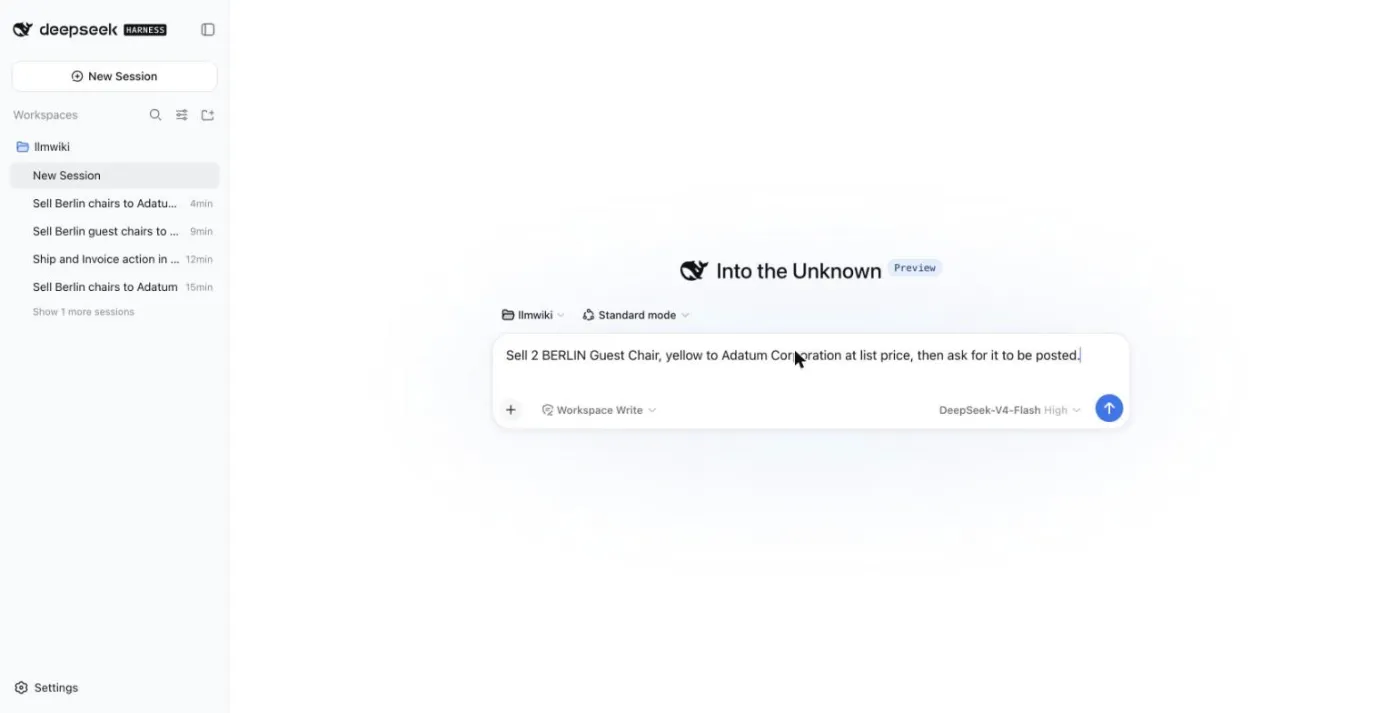 deepseek HARNESS
New Session
Workspaces
llmwiki
New Session
Sell Berlin chairs to Adatu... 4min
Sell Berlin guest chairs to ... 9min
Ship and Invoice action in ... 12min
Sell Berlin chairs to Adatum 15min
Show 1 more sessions
Into the Unknown Preview
llmwiki Standard mode
Sell 2 BERLIN Guest Chair, yellow to Adatum Corporation at list price, then ask for it to be posted.
Workspace Write DeepSeek-V4-Flash High
Settings